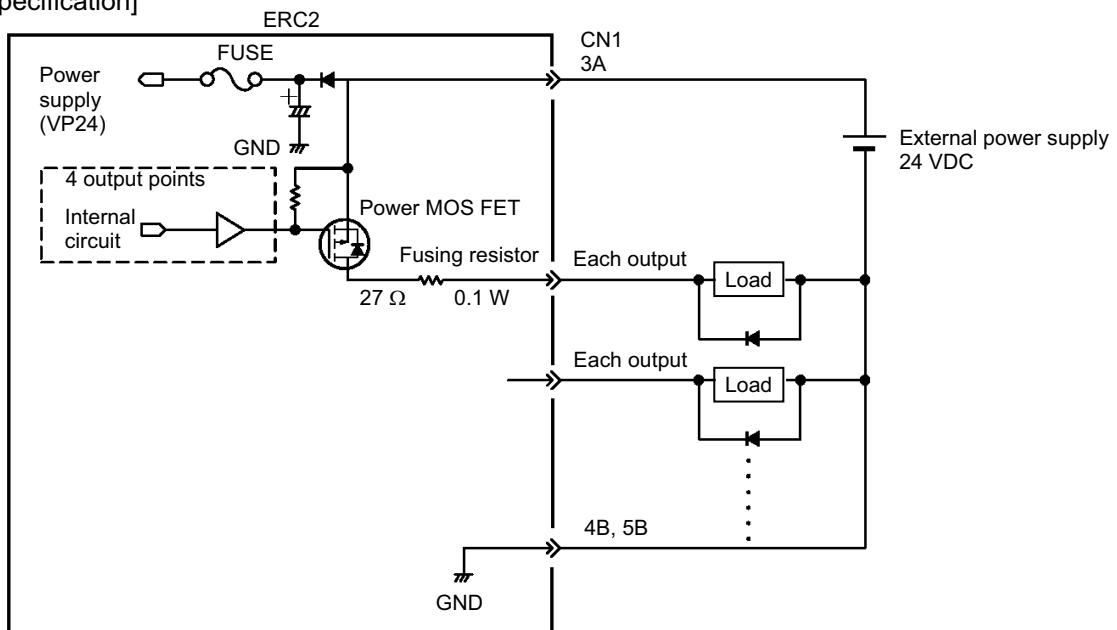 pecification]
ERC2
CN1
3A
FUSE
Power
supply
(VP24)
+
GND
External power supply
24 VDC
4 output points
Internal
circuit
Power MOS FET
Fusing resistor
27 Ω
0.1 W
Each output
Load
Each output
Load
4B, 5B
GND